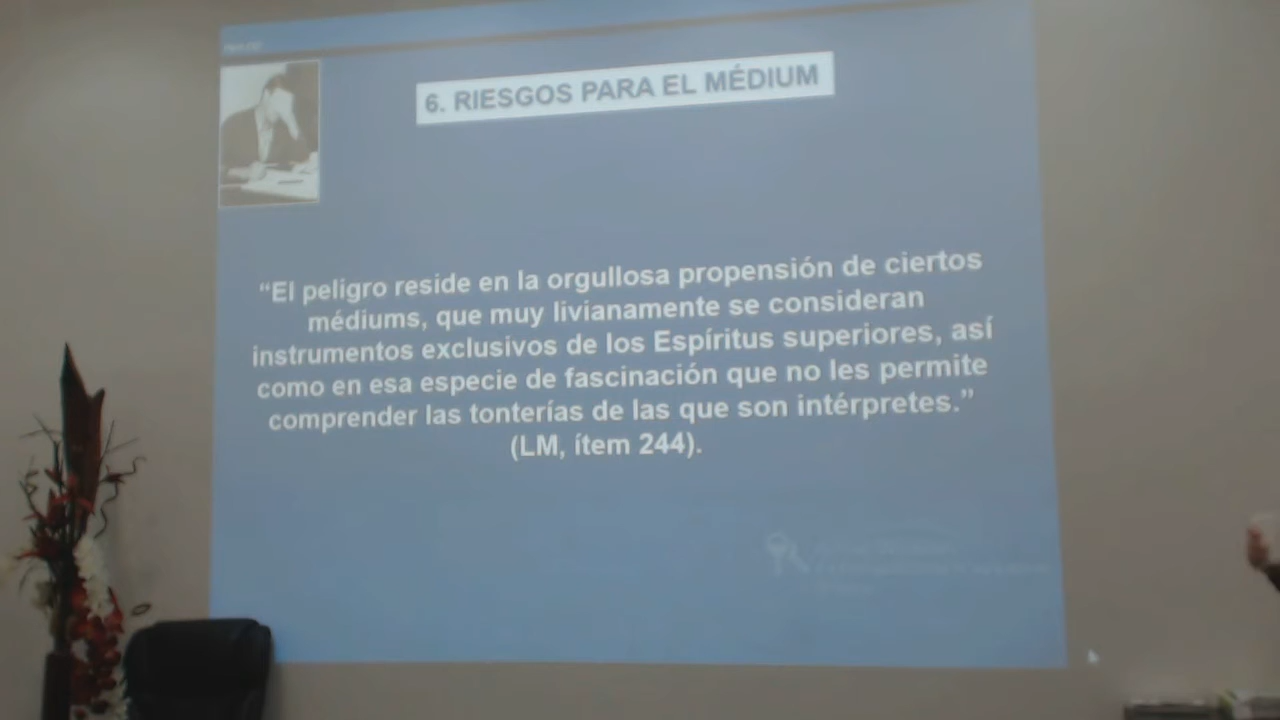 6. RIESGOS PARA EL MÉDIUM
“El peligro reside en la orgullosa propensión de ciertos
médiums, que muy livianamente se consideran
instrumentos exclusivos de los Espíritus superiores, así
como en esa especie de fascinación que no les permite
comprender las tonterías de las que son intérpretes.”
(LM, ítem 244).